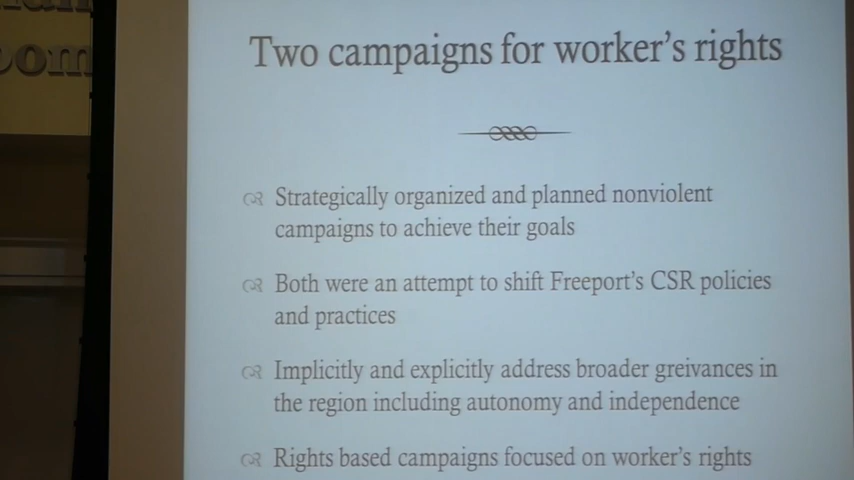 Two campaigns for worker's rights
Strategically organized and planned nonviolent
campaigns to achieve their goals
Both were an attempt to shift Freeport's CSR policies
and practices
Implicitly and explicitly address broader greivances in
the region including autonomy and independence
Rights based campaigns focused on worker's rights